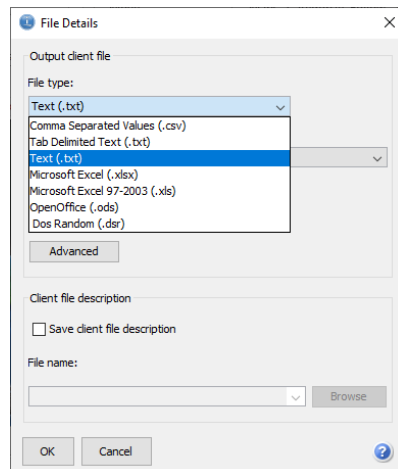 File Details
Output client file
File type:
Text (.txt)
Comma Separated Values (.csv)
Tab Delimited Text (.txt)
Text (.txt)
Microsoft Excel (.xlsx)
Microsoft Excel 97-2003 (.xls)
OpenOffice (.ods)
Dos Random (.dsr)
Advanced
Client file description
Save client file description
File name:
Browse
OK Cancel ?